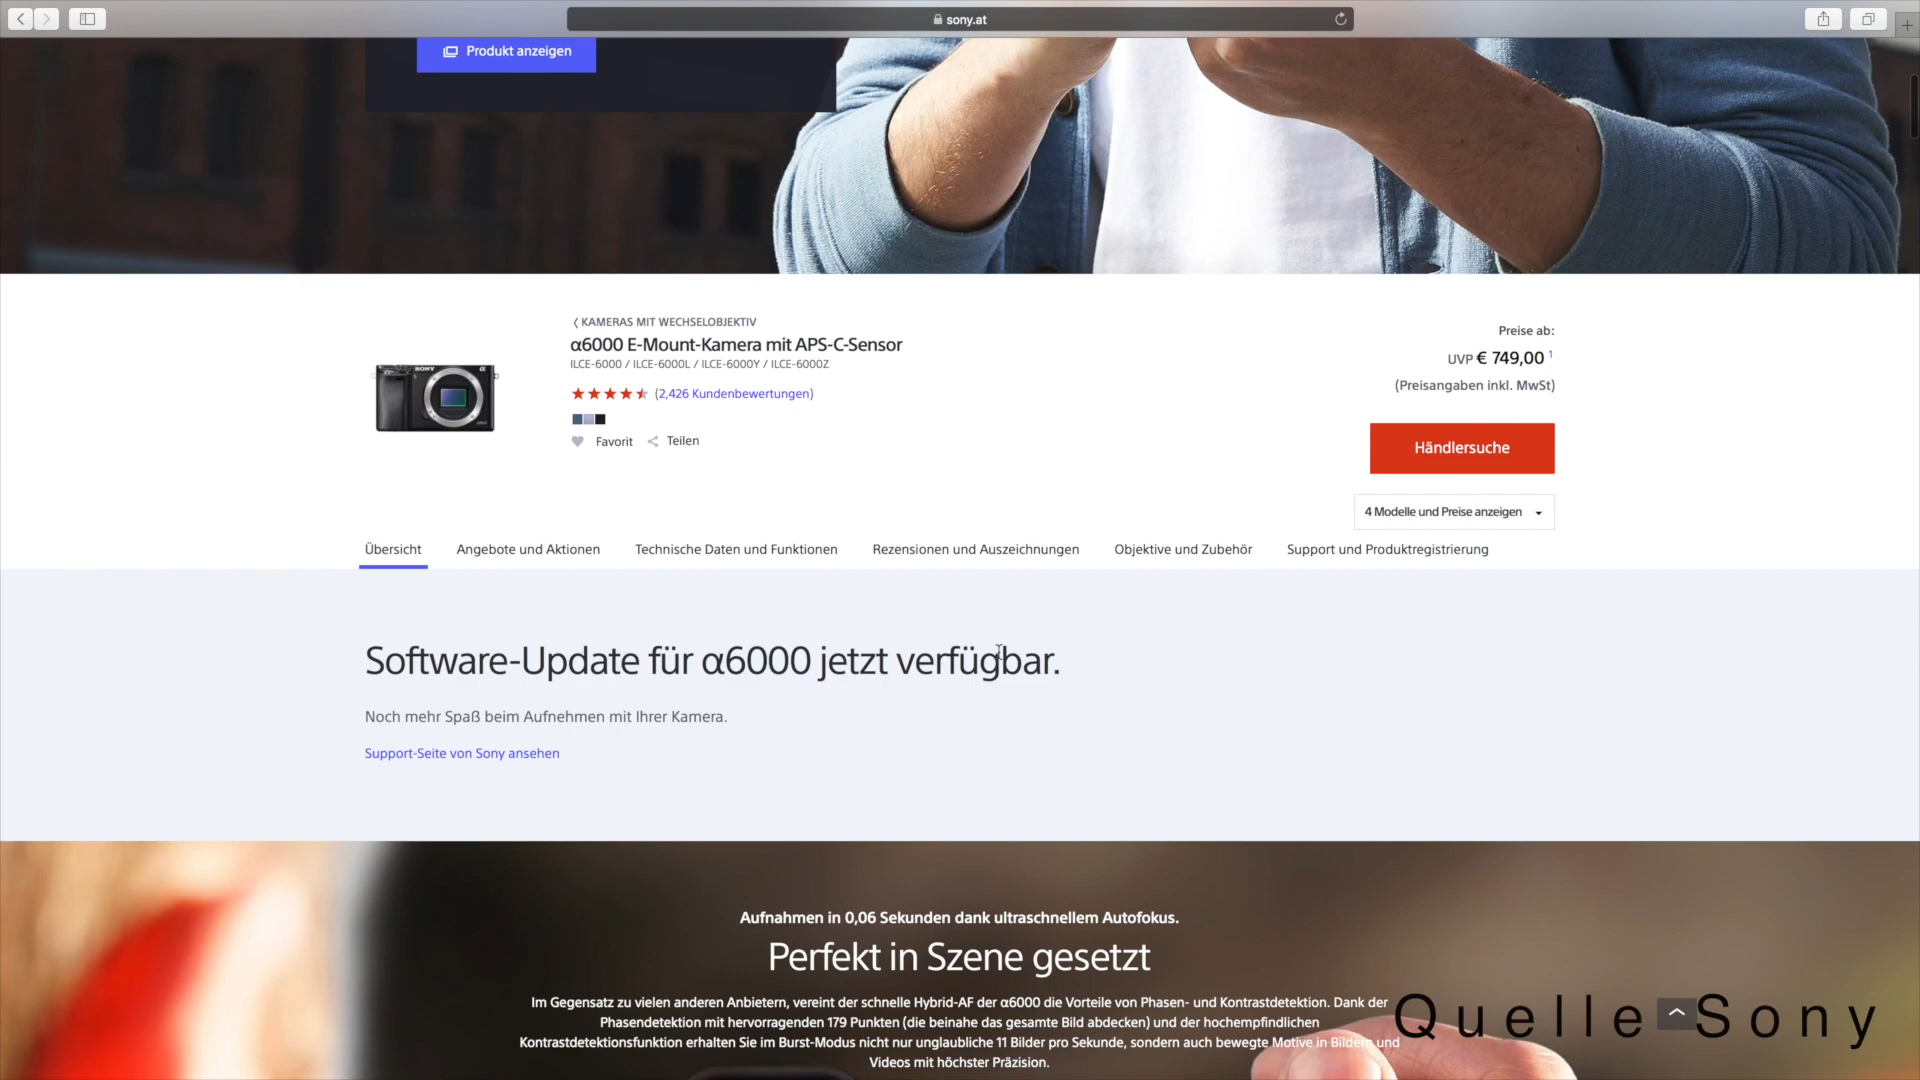 sony.at
Produkt anzeigen
KAMERAS MIT WECHSELOBJEKTIV
α6000 E-Mount-Kamera mit APS-C-Sensor
ILCE-6000 / ILCE-6000L / ILCE-6000Y / ILCE-6000Z
(2,426 Kundenbewertungen)
Favorit Teilen
SONY α
Preise ab:
UVP € 749,00 1
(Preisangaben inkl. MwSt)
Händlersuche
4 Modelle und Preise anzeigen
Übersicht Angebote und Aktionen Technische Daten und Funktionen Rezensionen und Auszeichnungen Objektive und Zubehör Support und Produktregistrierung
Software-Update für α6000 jetzt verfügbar.
Noch mehr Spaß beim Aufnehmen mit Ihrer Kamera.
Support-Seite von Sony ansehen
Aufnahmen in 0,06 Sekunden dank ultraschnellem Autofokus.
Perfekt in Szene gesetzt
Im Gegensatz zu vielen anderen Anbietern, vereint der schnelle Hybrid-AF der α6000 die Vorteile von Phasen- und Kontrastdetektion. Dank der
Phasendetektion mit hervorragenden 179 Punkten (die beinahe das gesamte Bild abdecken) und der hochempfindlichen
Kontrastdetektionsfunktion erhalten Sie im Burst-Modus nicht nur unglaubliche 11 Bilder pro Sekunde, sondern auch bewegte Motive in Bildern und
Videos mit höchster Präzision.
Quelle Sony